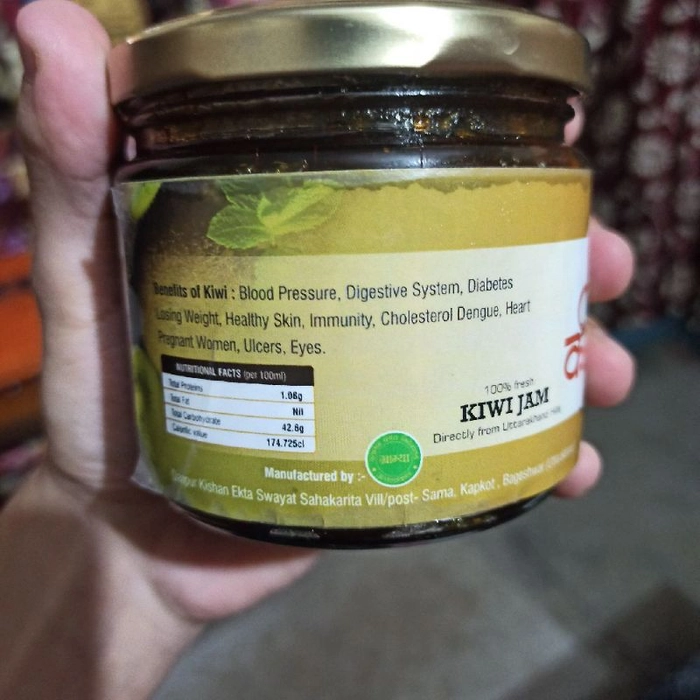 Benefits of Kiwi : Blood Pressure, Digestive System, Diabetes
Losing Weight, Healthy Skin, Immunity, Cholesterol Dengue, Heart
Pragnant Women, Ulcers, Eyes.
NUTRITIONAL FACTS (per 100ml)
Total Proteins 1.08g
Total Fat Nil
Total Carbohydrate 42.6g
Calorific value 174.725cl
100% fresh
KIWI JAM
Directly from Uttarakhand Hills
Manufactured by :-
Kishan Ekta Swayat Sahakarita Vill/post- Sama, Kapkot, Bageshwar